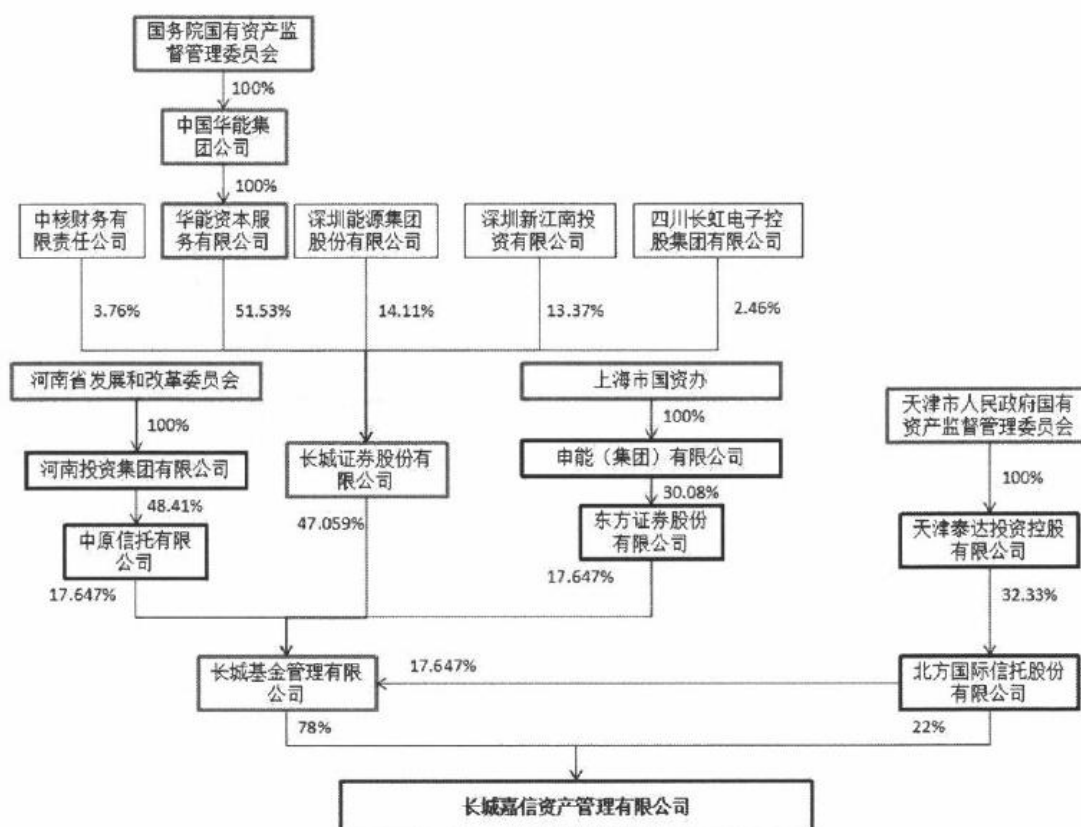 国务院国有资产监
督管理委员会
100%
中国华能集
团公司
100%
中核财务有
限责任公司
华能资本服
务有限公司
深圳能源集团
股份有限公司
深圳新江南投
资有限公司
四川长虹电子控
股集团有限公司
3.76%
51.53%
14.11%
13.37%
2.46%
河南省发展和改革委员会
上海市国资办
天津市人民政府国有
资产监督管理委员会
100%
100%
河南投资集团有限公司
长城证券股份有
限公司
申能（集团）有限公司
100%
48.41%
47.059%
30.08%
中原信托有限
公司
东方证券股份
有限公司
天津泰达投资控股
有限公司
17.647%
17.647%
32.33%
长城基金管理有限
公司
17.647%
北方国际信托股份
有限公司
78%
22%
长城嘉信资产管理有限公司